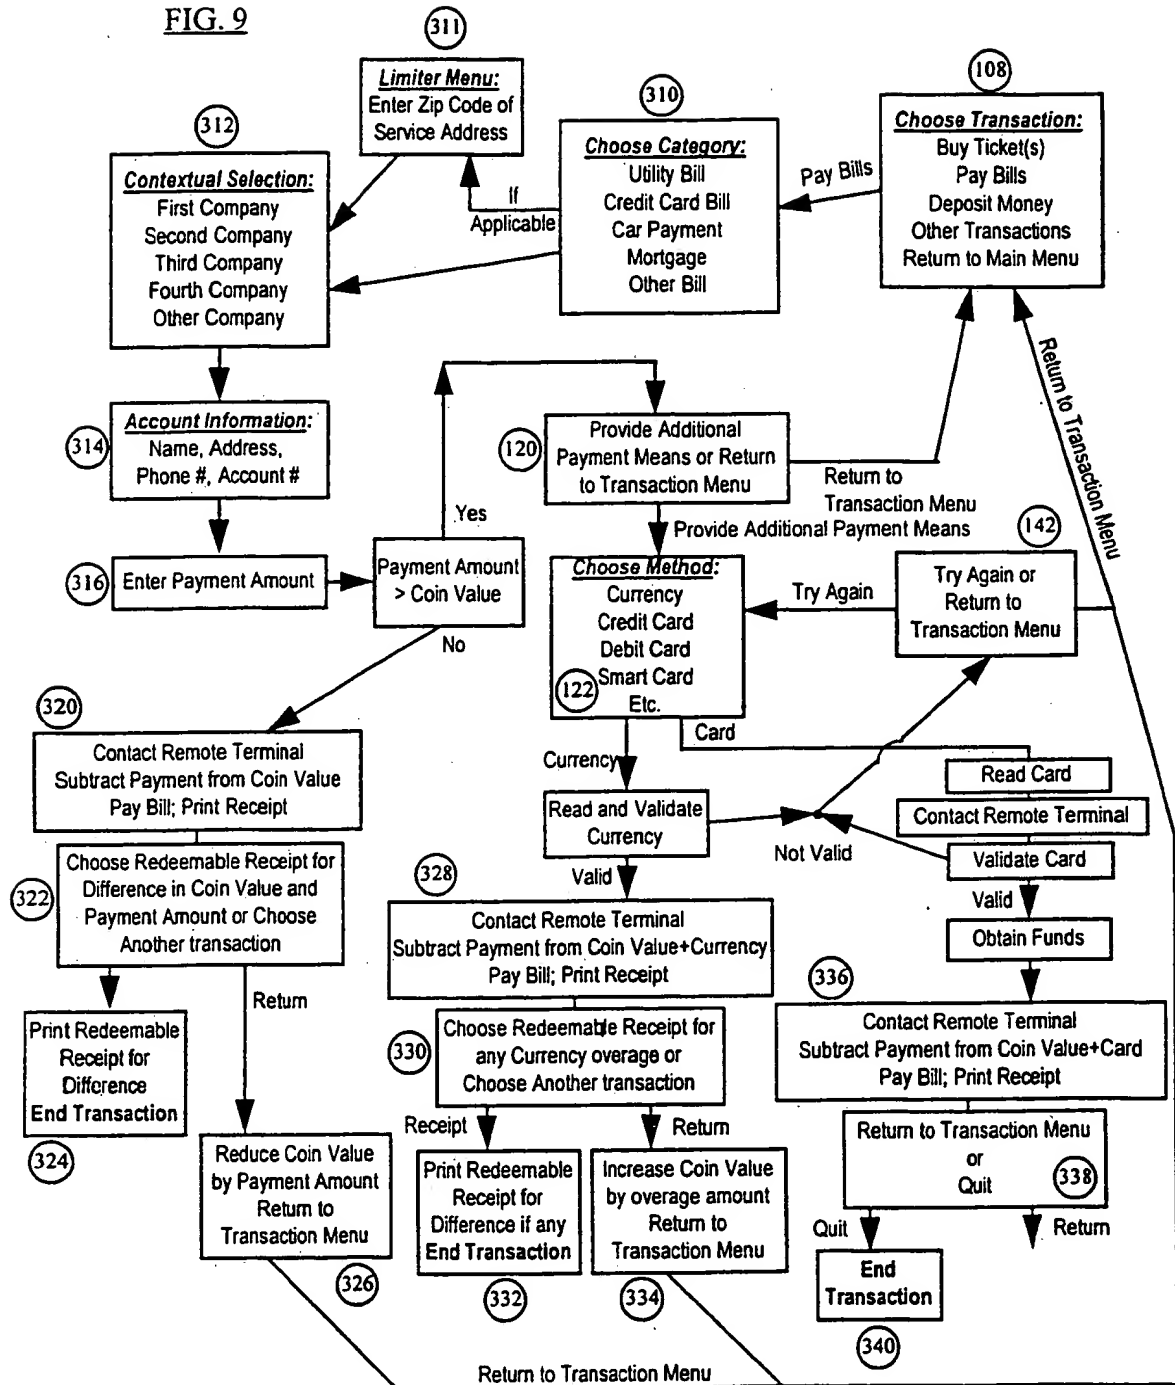 FIG. 9
311
Limiter Menu:
Enter Zip Code of
Service Address
312
Contextual Selection:
First Company
Second Company
Third Company
Fourth Company
Other Company
310
Choose Category:
Utility Bill
Credit Card Bill
Car Payment
Mortgage
Other Bill
If
Applicable
108
Choose Transaction:
Buy Ticket(s)
Pay Bills
Deposit Money
Other Transactions
Return to Main Menu
Pay Bills
314
Account Information:
Name, Address,
Phone #, Account #
316
Enter Payment Amount
Payment Amount
> Coin Value
Yes
No
120
Provide Additional
Payment Means or Return
to Transaction Menu
Return to
Transaction Menu
Provide Additional Payment Means
Return to Transaction Menu
142
Try Again or
Return to
Transaction Menu
Try Again
Choose Method:
Currency
Credit Card
Debit Card
Smart Card
Etc.
122
Currency
Card
320
Contact Remote Terminal
Subtract Payment from Coin Value
Pay Bill; Print Receipt
322
Choose Redeemable Receipt for
Difference in Coin Value and
Payment Amount or Choose
Another transaction
Return
Print Redeemable
Receipt for
Difference
End Transaction
324
Reduce Coin Value
by Payment Amount
Return to
Transaction Menu
326
Read and Validate
Currency
Not Valid
Valid
328
Contact Remote Terminal
Subtract Payment from Coin Value+Currency
Pay Bill; Print Receipt
330
Choose Redeemable Receipt for
any Currency overage or
Choose Another transaction
Receipt
Return
Print Redeemable
Receipt for
Difference if any
End Transaction
332
Increase Coin Value
by overage amount
Return to
Transaction Menu
334
Read Card
Contact Remote Terminal
Validate Card
Valid
Obtain Funds
336
Contact Remote Terminal
Subtract Payment from Coin Value+Card
Pay Bill; Print Receipt
Return to Transaction Menu
or
Quit
338
Quit
Return
End
Transaction
340
Return to Transaction Menu